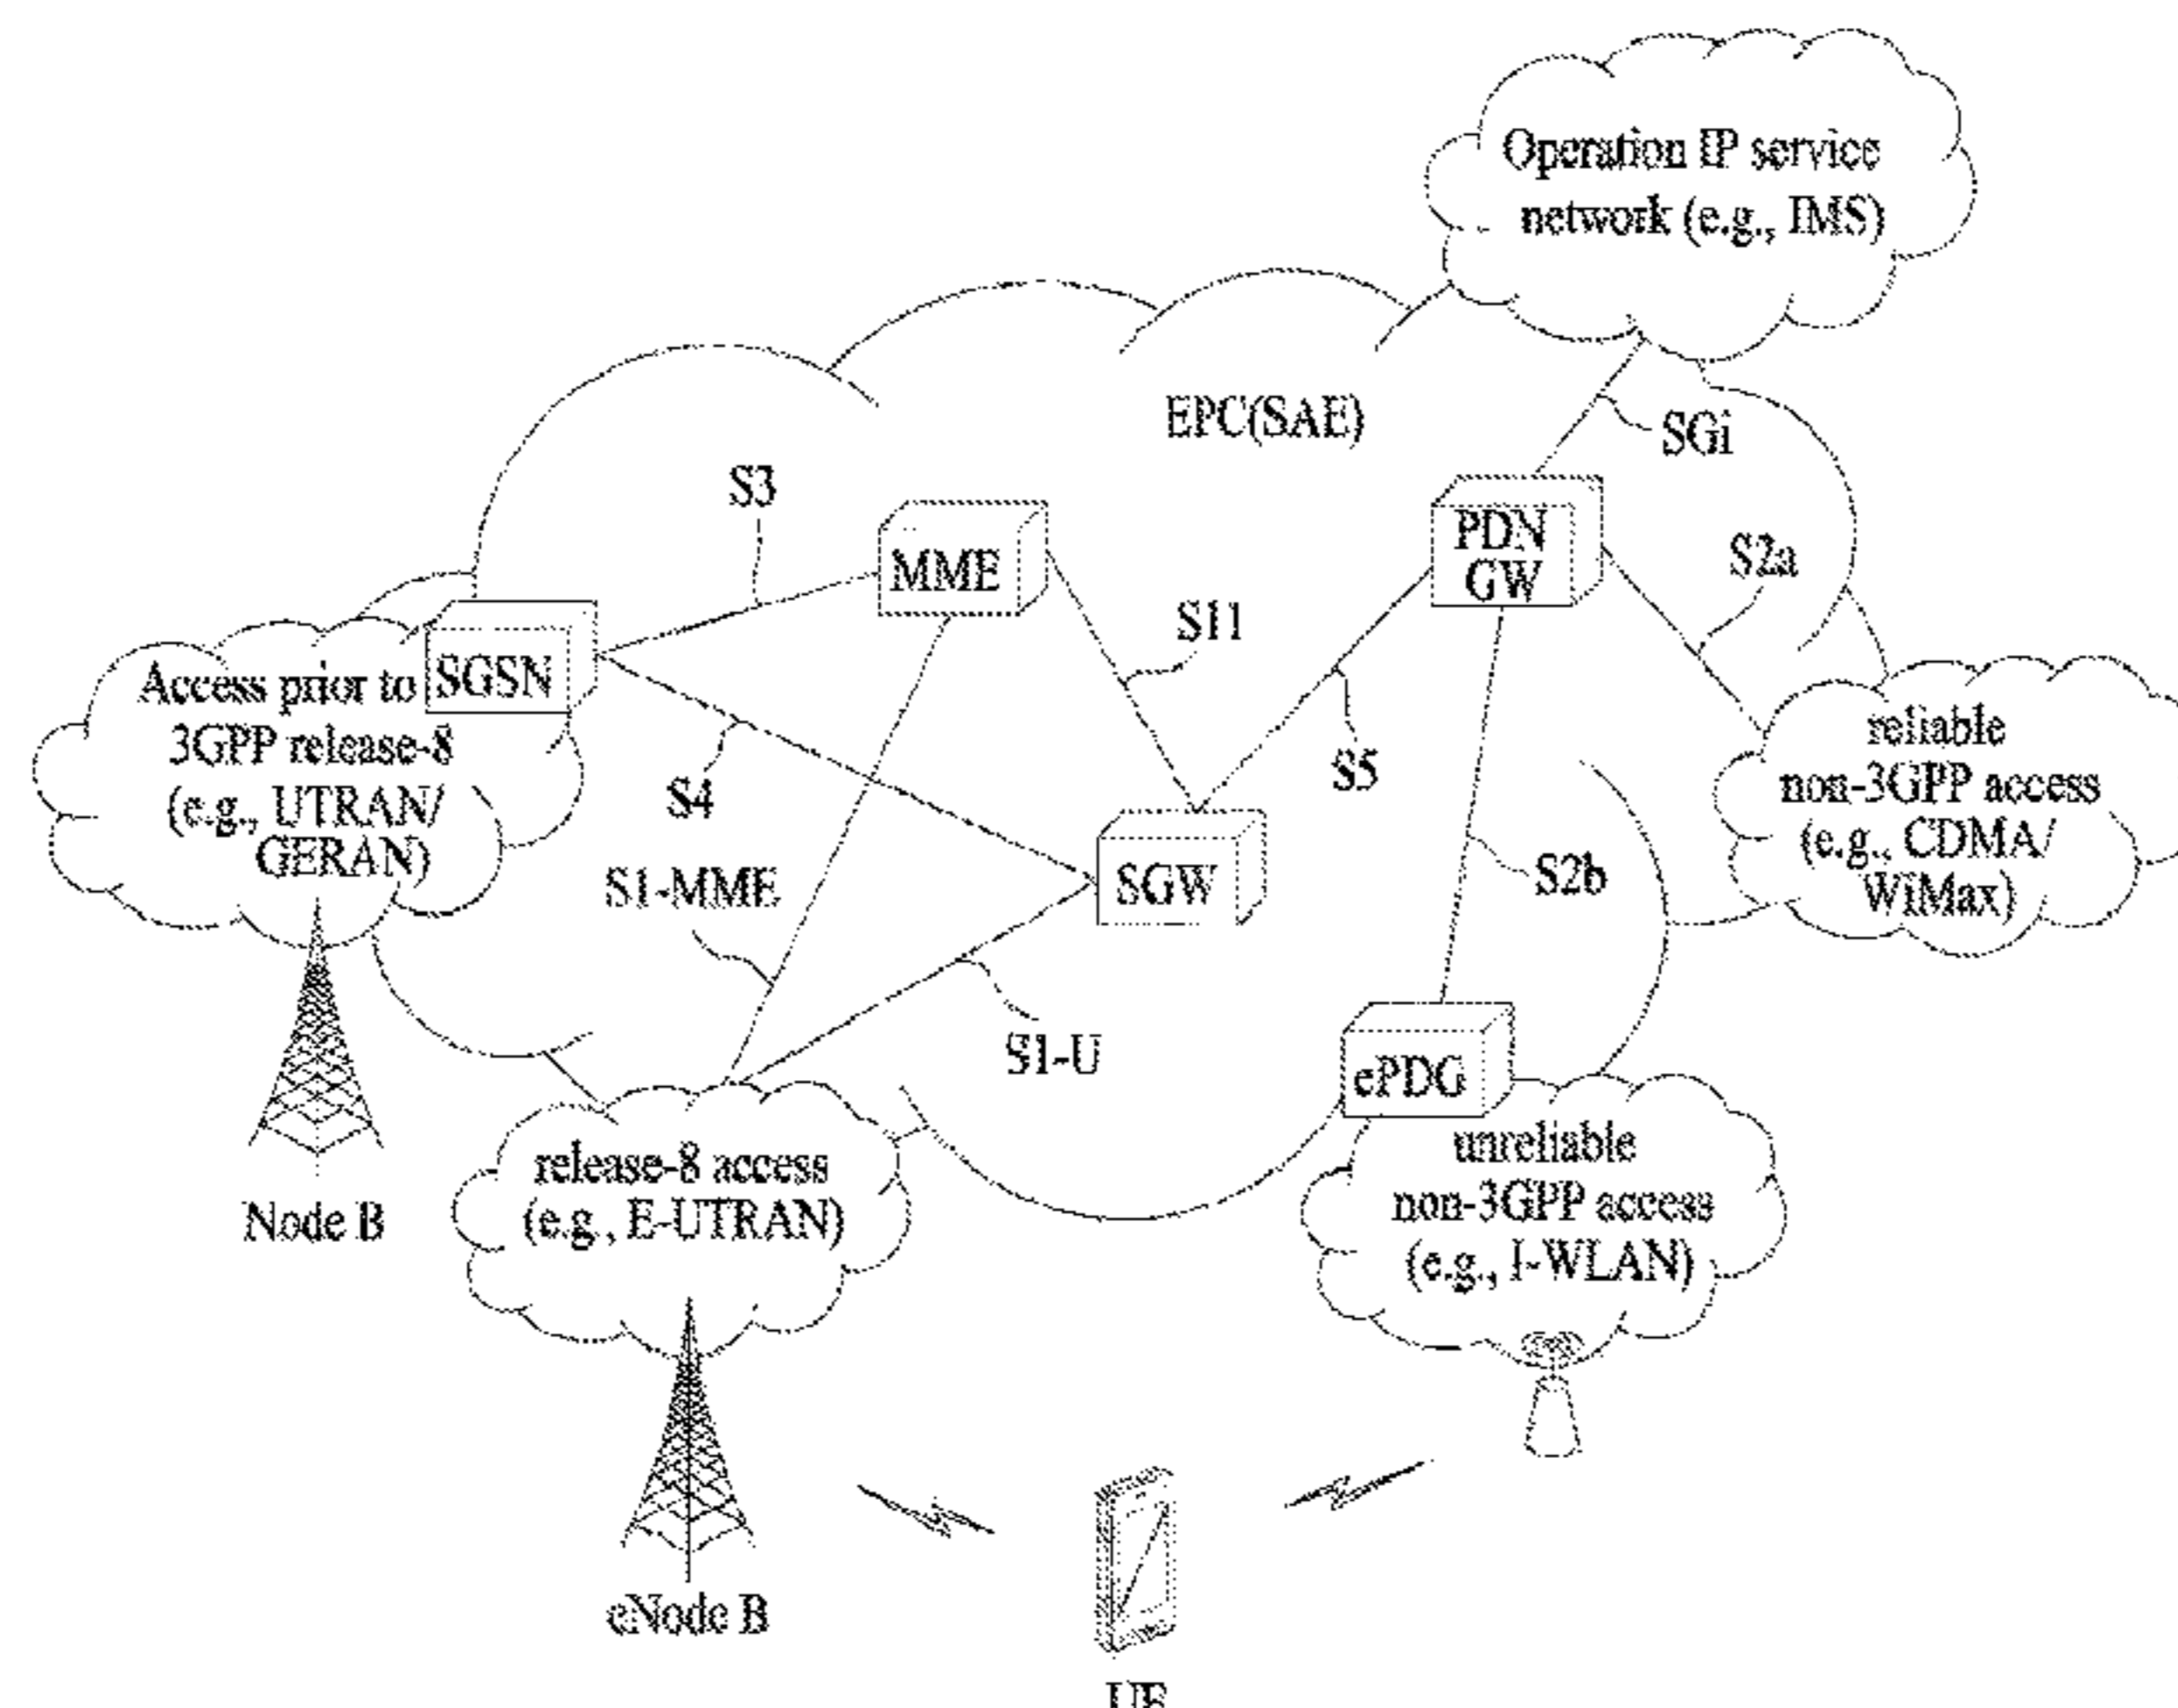 Operation IP service
network (e.g., IMS)
EPC(SAE)
SGi
S3
MME
PDN
GW
S2a
S11
SGSN
Access prior to
3GPP release-8
(e.g., UTRAN/
GERAN)
S4
S5
reliable
non-3GPP access
(e.g., CDMA/
WiMax)
S1-MME
SGW
S2b
S1-U
ePDG
unreliable
non-3GPP access
(e.g., I-WLAN)
release-8 access
(e.g., E-UTRAN)
Node B
eNode B
UE